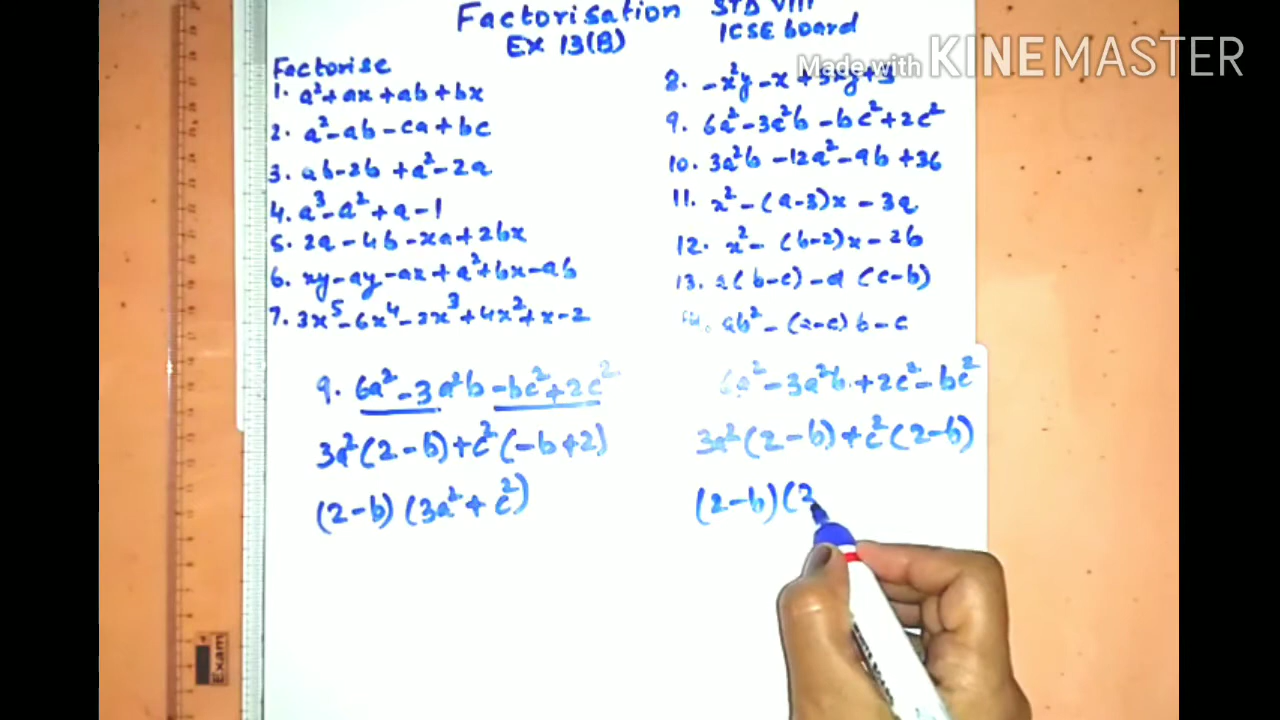 Factorisation STD VIII
Ex 13(B) ICSE board
Made with KINEMASTER
Factorise
1. a²+ax+ab+bx
2. a²-ab-ca+bc
3. ab-2b+a²-2a
4. a³-a²+a-1
5. 2a-4b-xa+2bx
6. xy-ay-ax+a²+bx-ab
7. 3x⁵-6x⁴-2x³+4x²+x-2
8. -x²y-x+3xy+3
9. 6a²-3a²b-bc²+2c²
10. 3a²b-12a²-9b+36
11. x²-(a-3)x-3a
12. x²-(b-2)x-2b
13. a(b-c)-d(c-b)
14. ab²-(a-c)b-c
9. 6a²-3a²b-bc²+2c²
3a²(2-b)+c²(-b+2)
(2-b)(3a²+c²)
6a²-3a²b+2c²-bc²
3a²(2-b)+c²(2-b)
(2-b)(3
Exam